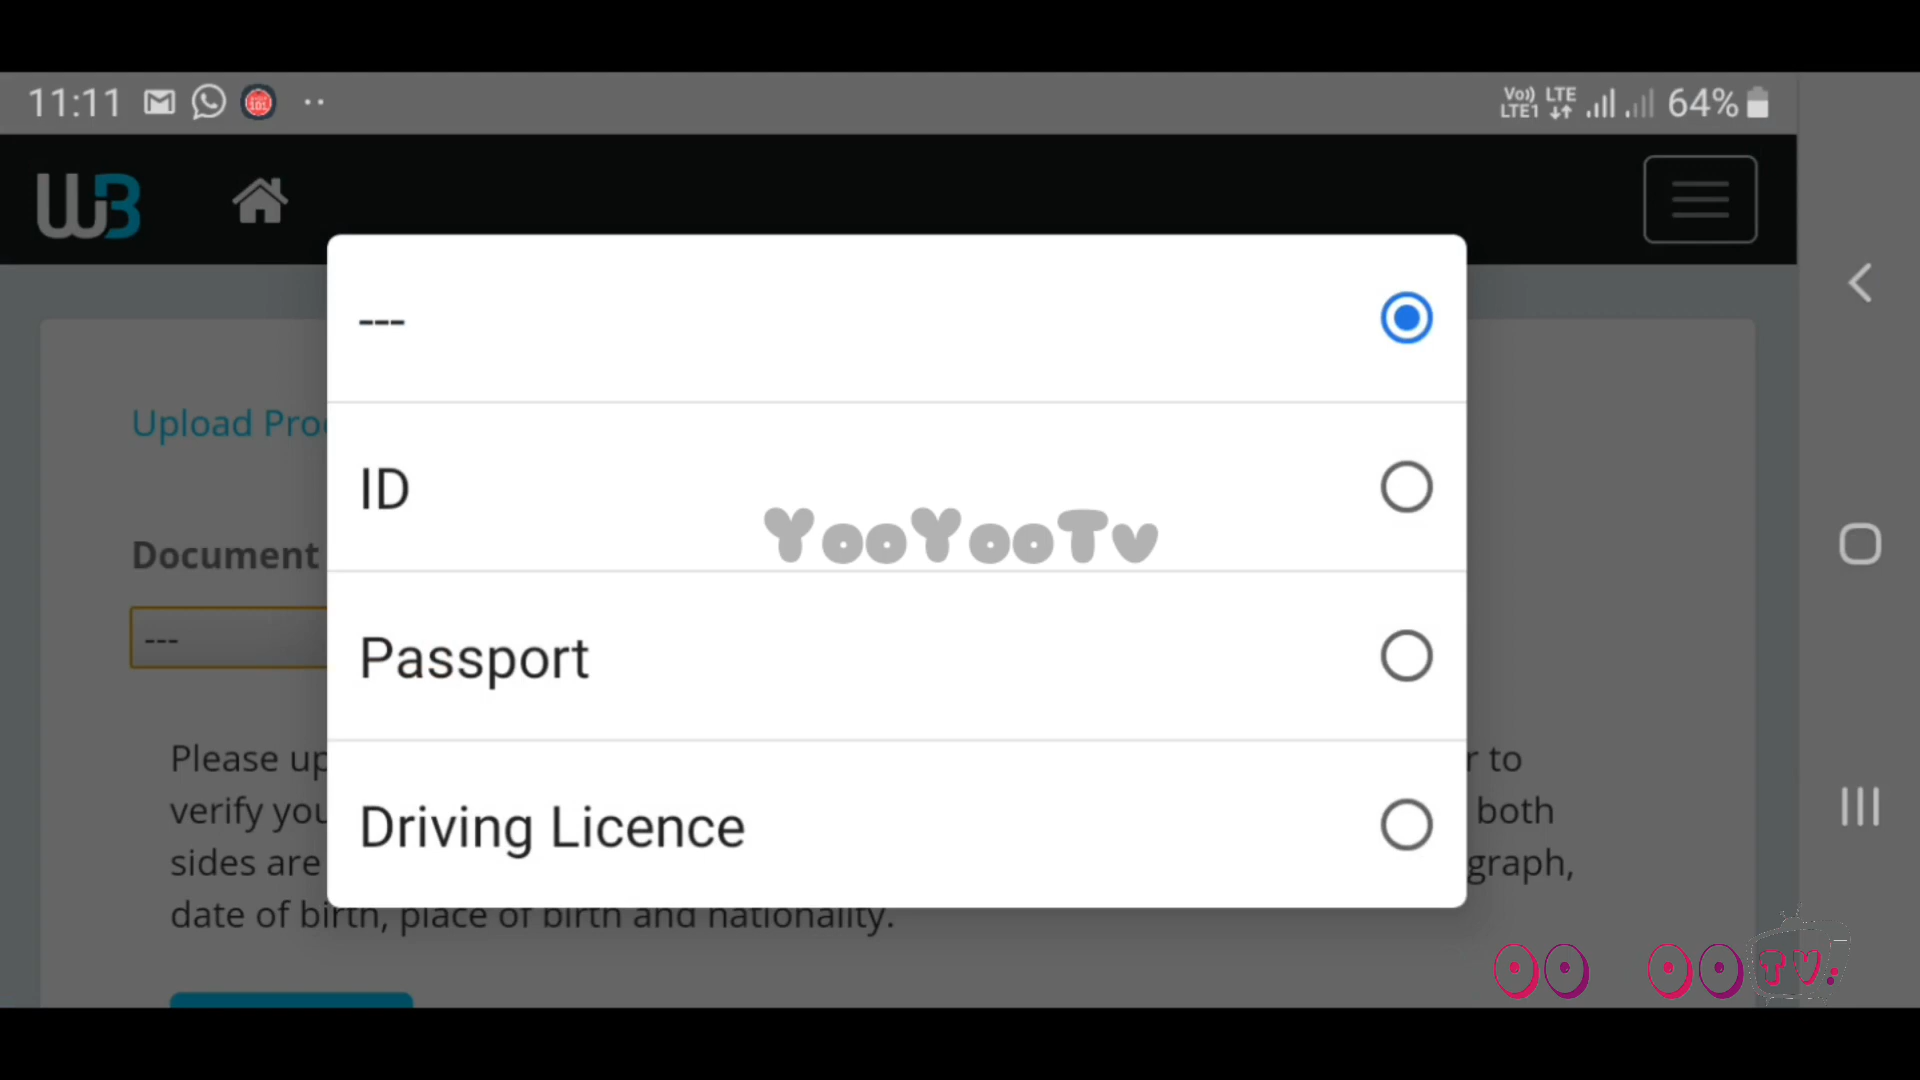 11:11
Vo)) LTE
LTE1
64%
WB
---
Upload Pro
ID
YooYooTv
Document
---
Passport
Please up
r to
verify you
both
Driving Licence
sides are
graph,
date of birth, place of birth and nationality.
TV